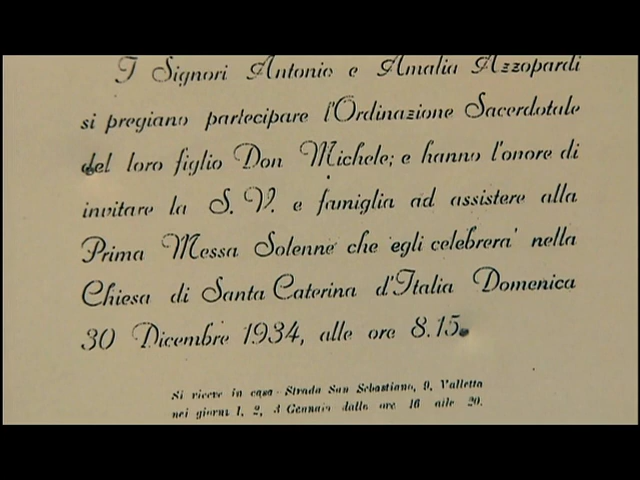 I Signori Antonio e Amalia Azzopardi
si pregiano partecipare l'Ordinazione Sacerdotale
del loro figlio Don Michele; e hanno l'onore di
invitare la S. V. e famiglia ad assistere alla
Prima Messa Solenne che egli celebrera' nella
Chiesa di Santa Caterina d'Italia Domenica
30 Dicembre 1934, alle ore 8.15.
Si riceve in casa - Strada San Sebastiano, 9, Valletta
nei giorni 1, 2, 3 Gennaio dalle ore 16 alle 20.